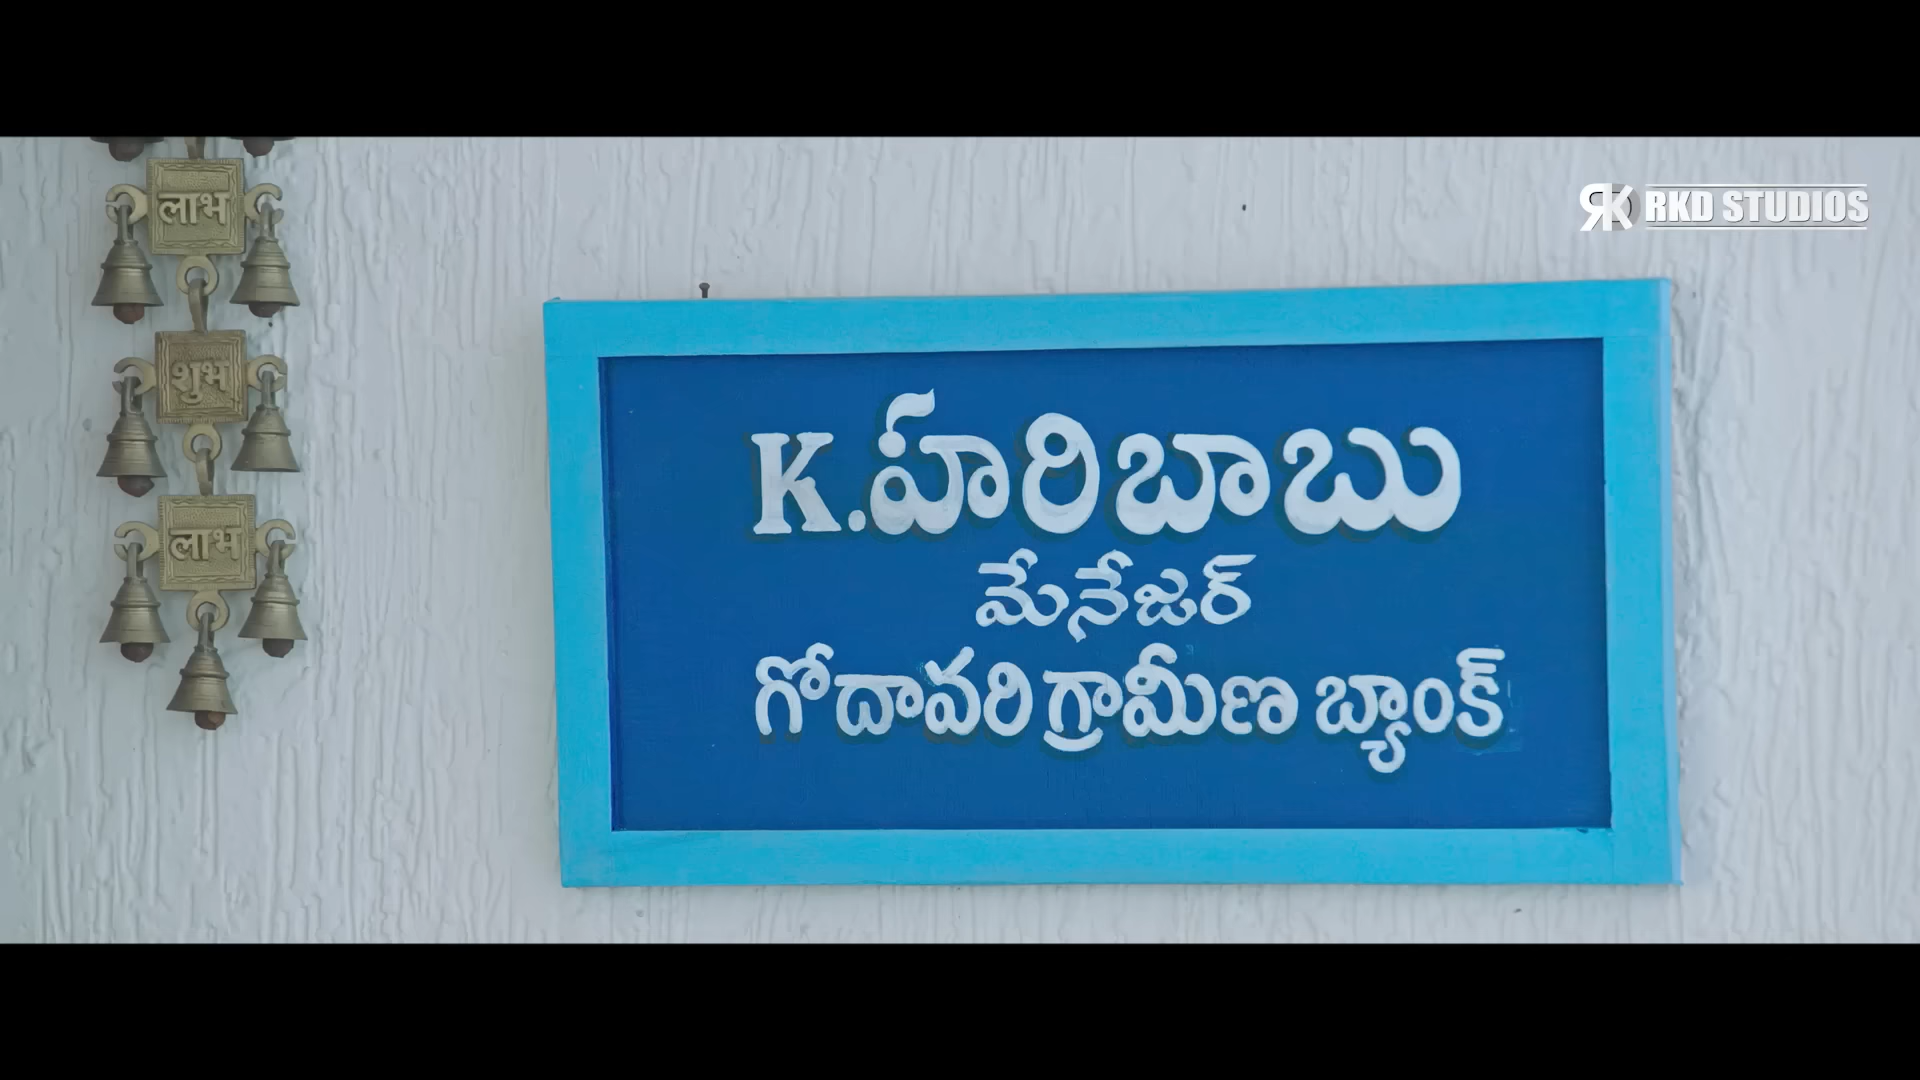 लाभ
शुभ
लाभ
RKD STUDIOS
K.హరిబాబు
మేనేజర్
గోదావరి గ్రామీణ బ్యాంక్